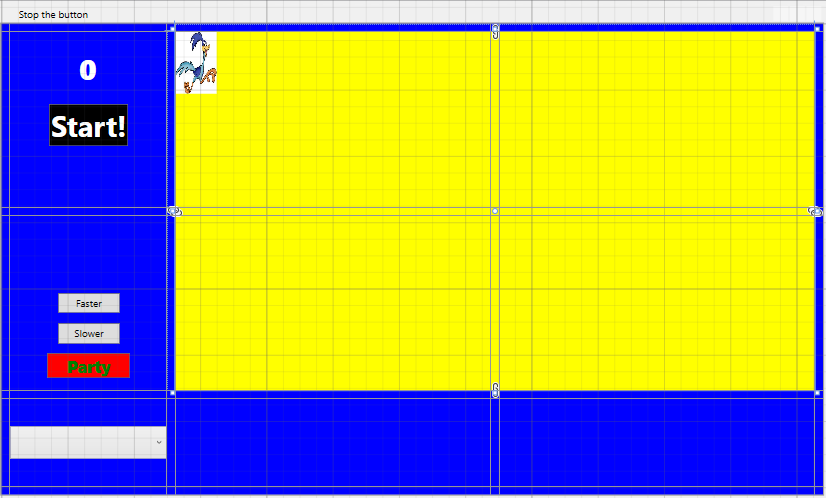 Stop the button
0
Start!
Faster
Slower
Party